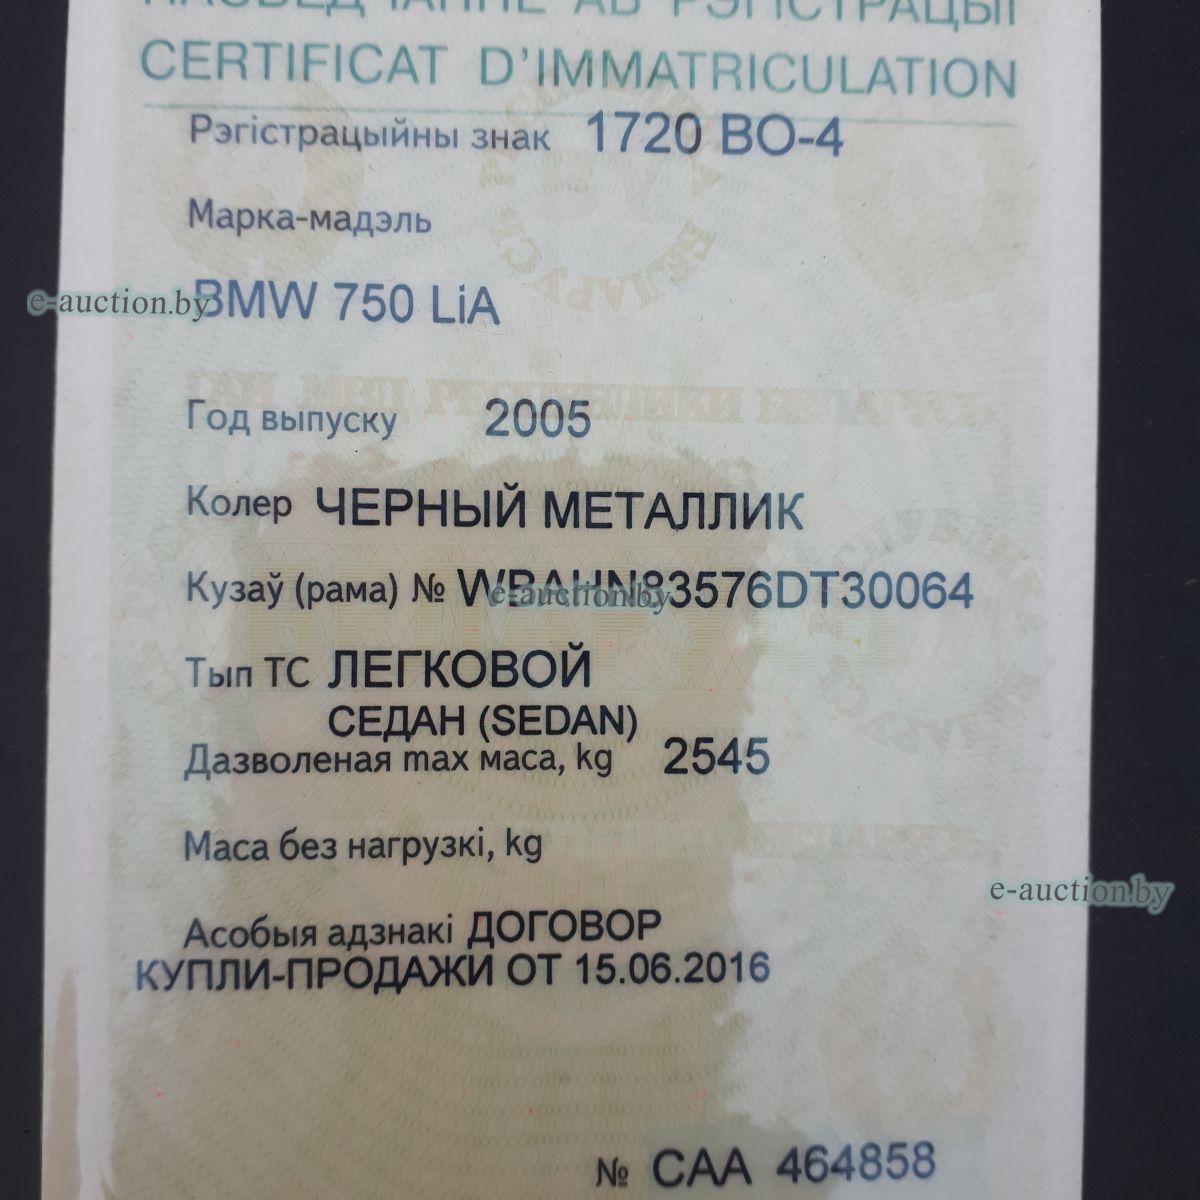 CERTIFICAT D'IMMATRICULATION
Рэгістрацыйны знак 1720 BO-4
Марка-мадэль
BMW 750 LiA
e-auction.by
Год выпуску 2005
Колер ЧЕРНЫЙ МЕТАЛЛИК
Кузаў (рама) № WBAHN83576DT30064
e-auction.by
Тып ТС ЛЕГКОВОЙ
СЕДАН (SEDAN)
Дазволеная max маса, kg 2545
Маса без нагрузкі, kg
e-auction.by
Асобыя адзнакі ДОГОВОР
КУПЛИ-ПРОДАЖИ ОТ 15.06.2016
№ САА 464858